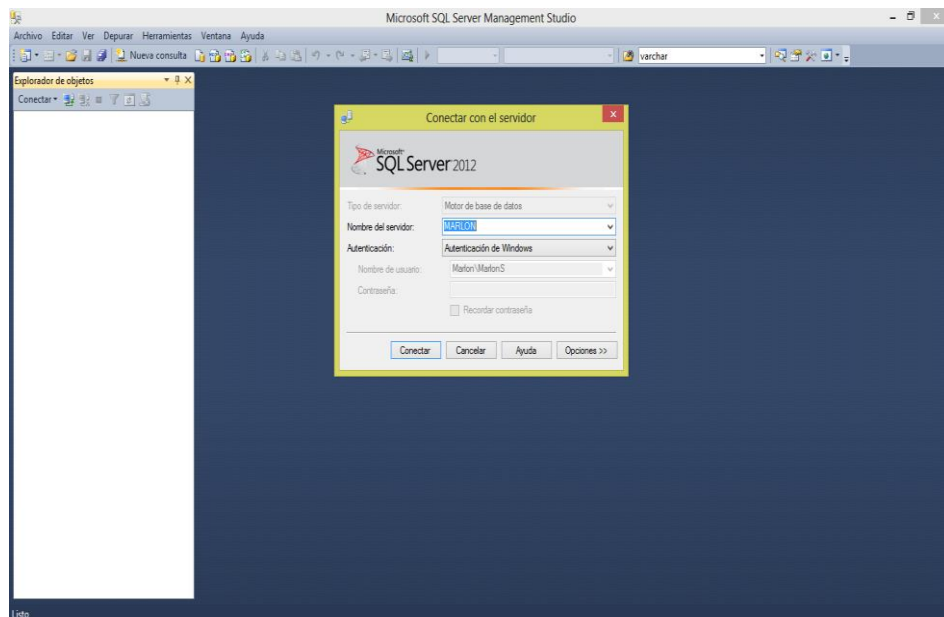 Microsoft SQL Server Management Studio
Archivo Editar Ver Depurar Herramientas Ventana Ayuda
Nueva consulta
varchar
Explorador de objetos
Conectar
Conectar con el servidor
Microsoft
SQL Server 2012
Tipo de servidor: Motor de base de datos
Nombre del servidor: MARLON
Autenticación: Autenticación de Windows
Nombre de usuario: Marlon\MarlonS
Contraseña:
Recordar contraseña
Conectar Cancelar Ayuda Opciones >>
Listo